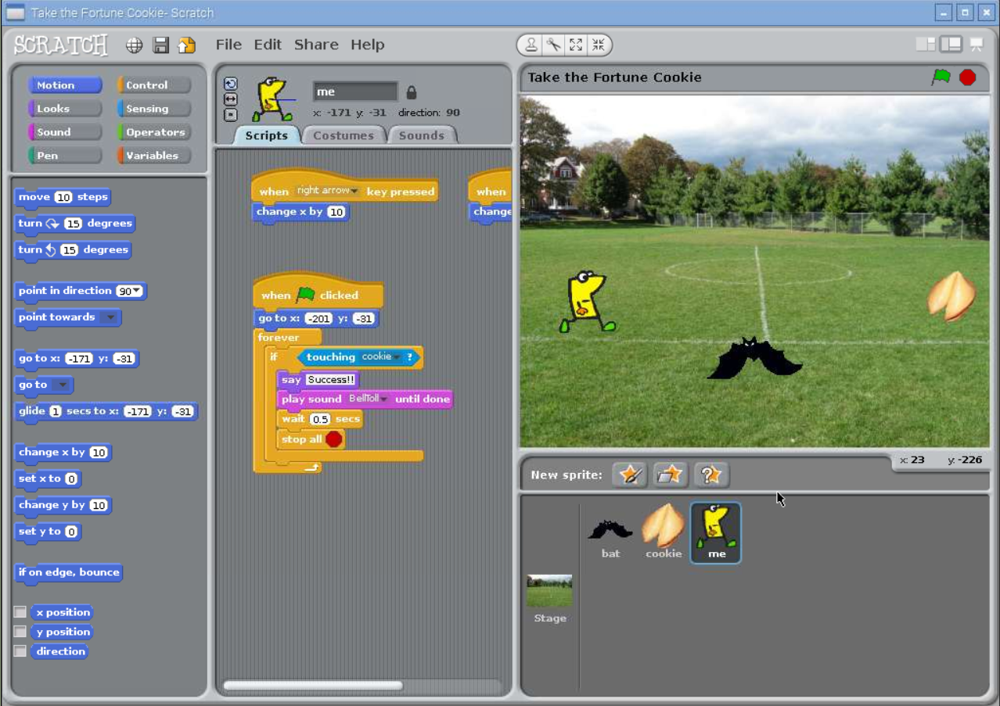 Take the Fortune Cookie- Scratch
SCRATCH File Edit Share Help
Motion Control
Looks Sensing
Sound Operators
Pen Variables
move 10 steps
turn 15 degrees
turn 15 degrees
point in direction 90
point towards
go to x: -171 y: -31
go to
glide 1 secs to x: -171 y: -31
change x by 10
set x to 0
change y by 10
set y to 0
if on edge, bounce
x position
y position
direction
me
x: -171 y: -31 direction: 90
Scripts Costumes Sounds
when right arrow key pressed
change x by 10
when
change
when clicked
go to x: -201 y: -31
forever
if touching cookie ?
say Success!!
play sound BellToll until done
wait 0.5 secs
stop all
Take the Fortune Cookie
x: 23 y: -226
New sprite:
bat cookie me
Stage